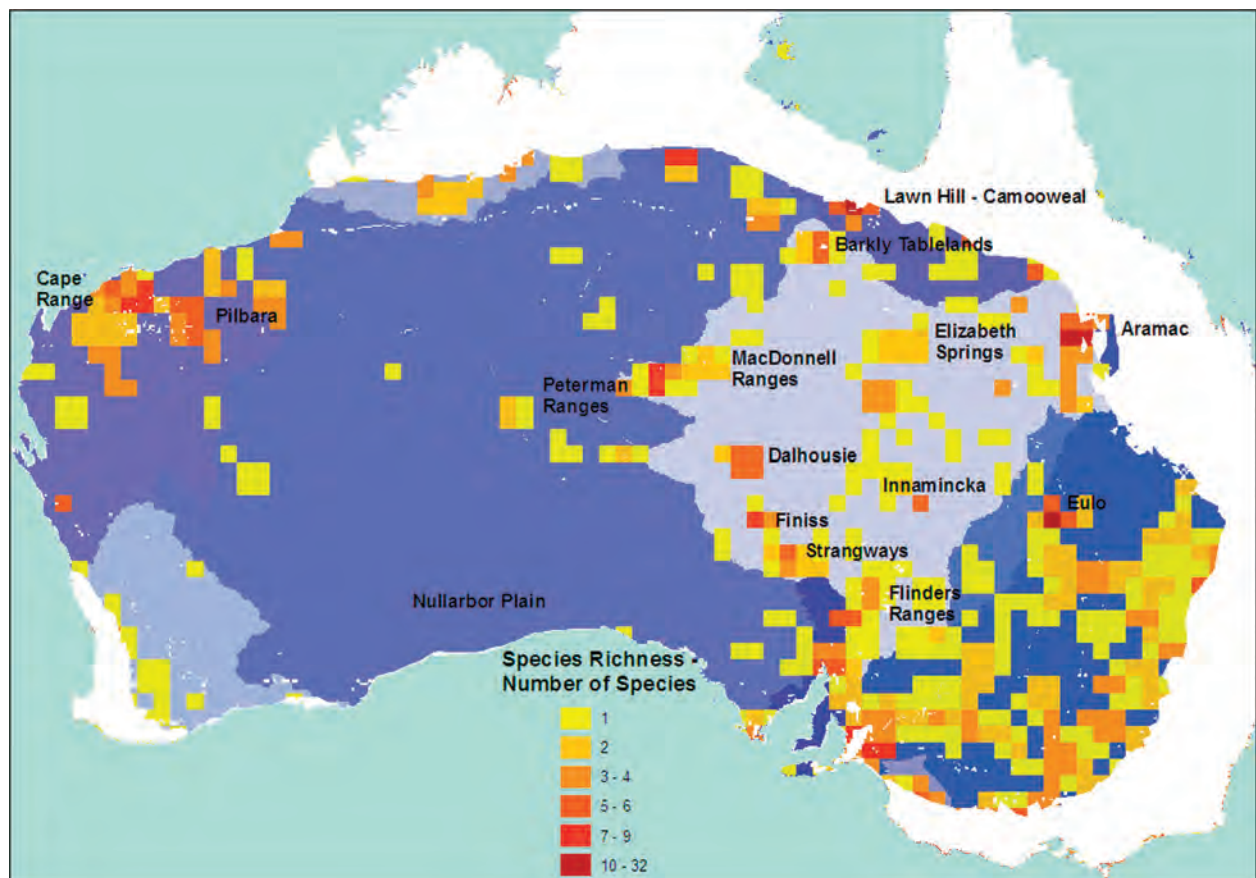 Lawn Hill - Camooweal
Barkly Tablelands
Cape
Range
Pilbara
Elizabeth
Springs
Aramac
MacDonnell
Ranges
Peterman
Ranges
Dalhousie
Innamincka
Eulo
Finiss
Strangways
Flinders
Ranges
Nullarbor Plain
Species Richness -
Number of Species
1
2
3 - 4
5 - 6
7 - 9
10 - 32